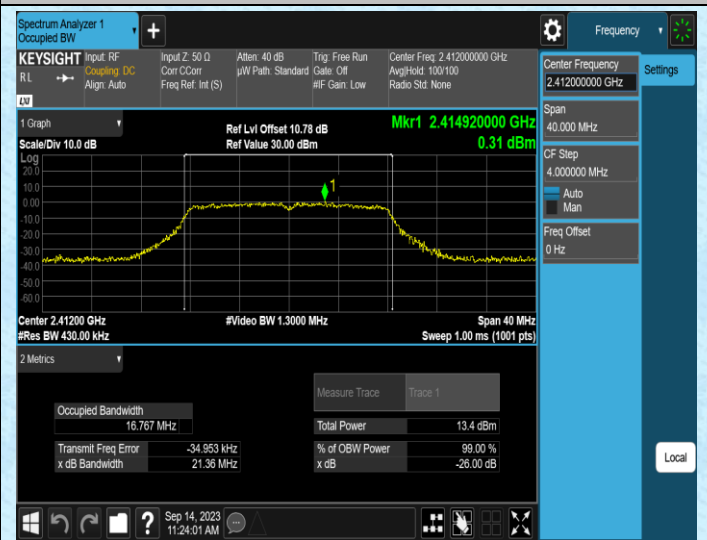 Spectrum Analyzer 1
Occupied BW
+
Frequency
KEYSIGHT
Input: RF
Coupling: DC
Align: Auto
Input Z: 50 Ω
Corr CCorr
Freq Ref: Int (S)
Atten: 40 dB
µW Path: Standard
Trig: Free Run
Gate: Off
#IF Gain: Low
Center Freq: 2.412000000 GHz
Avg|Hold: 100/100
Radio Std: None
RL
LXI
Center Frequency
2.412000000 GHz
Settings
Span
40.000 MHz
CF Step
4.000000 MHz
Auto
Man
Freq Offset
0 Hz
1 Graph
Scale/Div 10.0 dB
Ref Lvl Offset 10.78 dB
Ref Value 30.00 dBm
Mkr1 2.414920000 GHz
0.31 dBm
Log
20.0
10.0
0.00
-10.0
-20.0
-30.0
-40.0
-50.0
-60.0
1
Center 2.41200 GHz
#Res BW 430.00 kHz
#Video BW 1.3000 MHz
Span 40 MHz
Sweep 1.00 ms (1001 pts)
2 Metrics
Measure Trace
Trace 1
Occupied Bandwidth
16.767 MHz
Total Power
13.4 dBm
Transmit Freq Error
-34.953 kHz
% of OBW Power
99.00 %
x dB Bandwidth
21.36 MHz
x dB
-26.00 dB
Local
?
Sep 14, 2023
11:24:01 AM